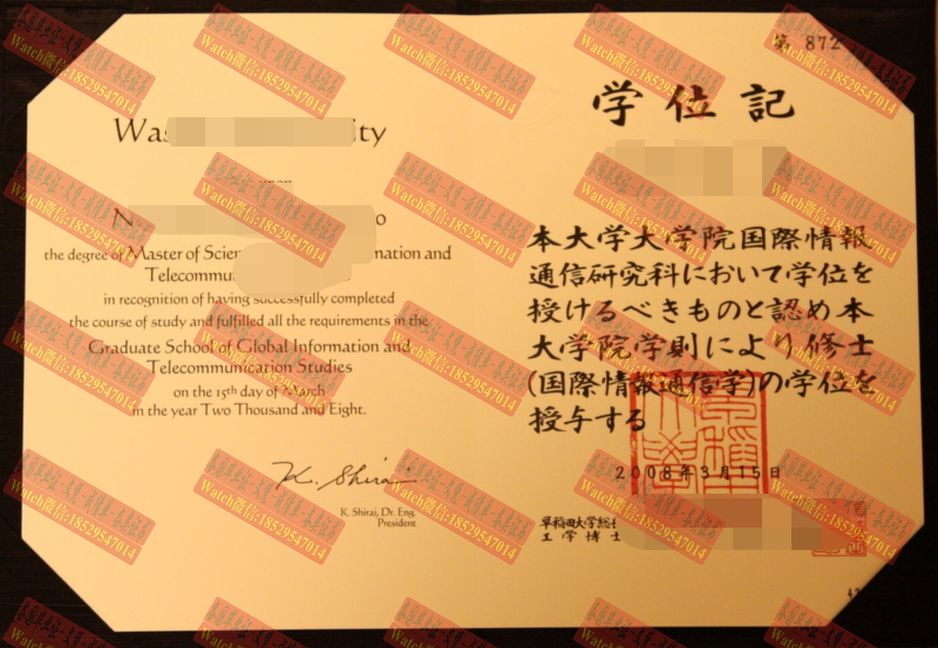 Was
ity
upon
N
o
the degree of Master of Scien
mation and
Telecommu
in recognition of having successfully completed
the course of study and fulfilled all the requirements in the
Graduate School of Global Information and
Telecommunication Studies
on the 15th day of March
in the year Two Thousand and Eight.
K. Shirai
K. Shirai, Dr. Eng.
President
第 872
学位記
本大学大学院国際情報
通信研究科において学位を
授けるべきものと認め本
大学院学則により修士
(国際情報通信学)の学位を
授与する
2008年3月15日
早稲田大学総長
工学博士
Watch微信:18529547014